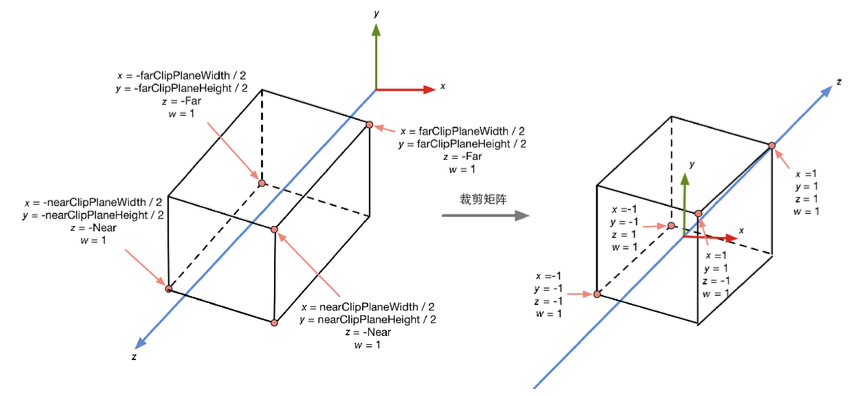 y
x
x = -farClipPlaneWidth / 2
y = -farClipPlaneHeight / 2
z = -Far
w = 1
x = farClipPlaneWidth / 2
y = farClipPlaneHeight / 2
z = -Far
w = 1
x = -nearClipPlaneWidth / 2
y = -nearClipPlaneHeight / 2
z = -Near
w = 1
x = nearClipPlaneWidth / 2
y = nearClipPlaneHeight / 2
z = -Near
w = 1
z
裁剪矩阵
z
y
x
x =1
y = 1
z = 1
w = 1
x =-1
y = -1
z = 1
w = 1
x =1
y = 1
z = -1
w = 1
x =-1
y = -1
z = -1
w = 1